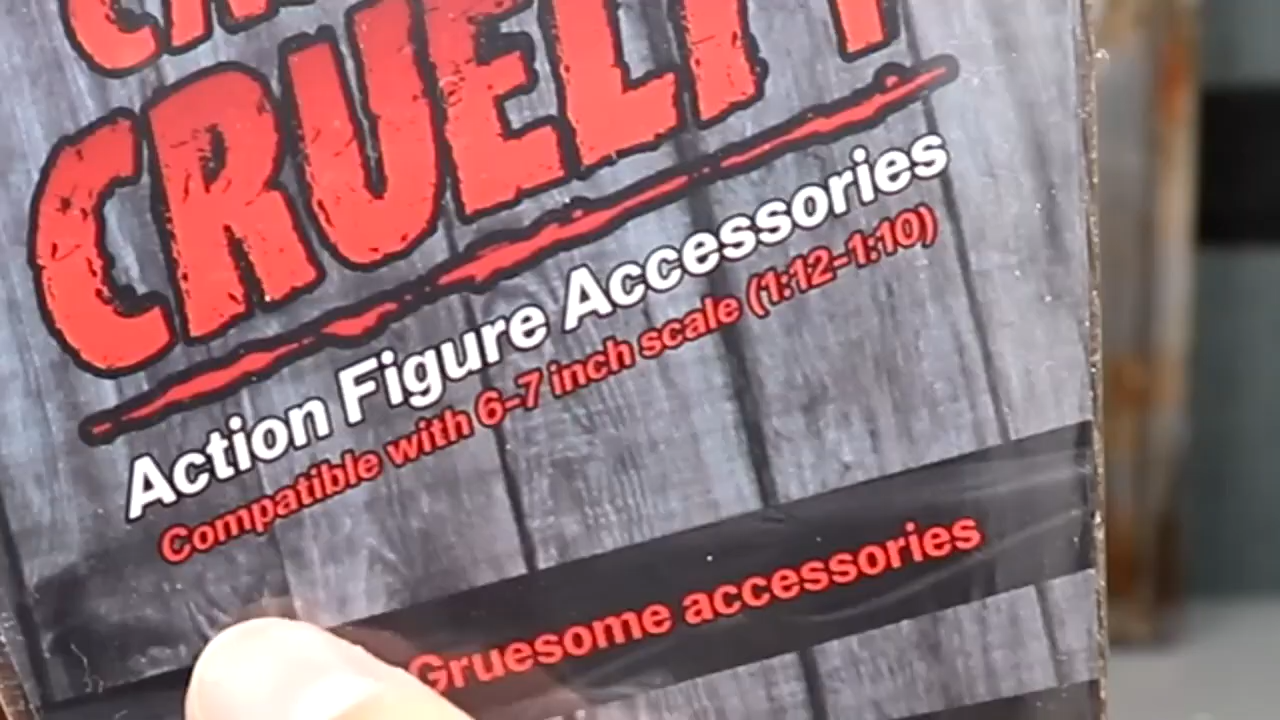 CRUELTY
Action Figure Accessories
Compatible with 6-7 inch scale (1:12-1:10)
Gruesome accessories